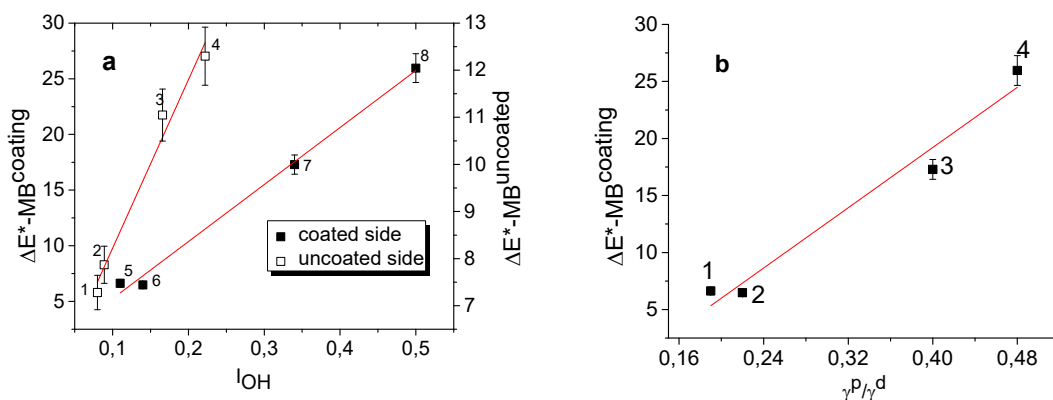 a
ΔE*-MB^coating
30
25
20
15
10
5
ΔE*-MB^uncoated
13
12
11
10
9
8
7
1
2
3
4
5
6
7
8
coated side
uncoated side
0,1 0,2 0,3 0,4 0,5
I_OH
b
ΔE*-MB^coating
30
25
20
15
10
5
1
2
3
4
0,16 0,24 0,32 0,40 0,48
γ^p/γ^d